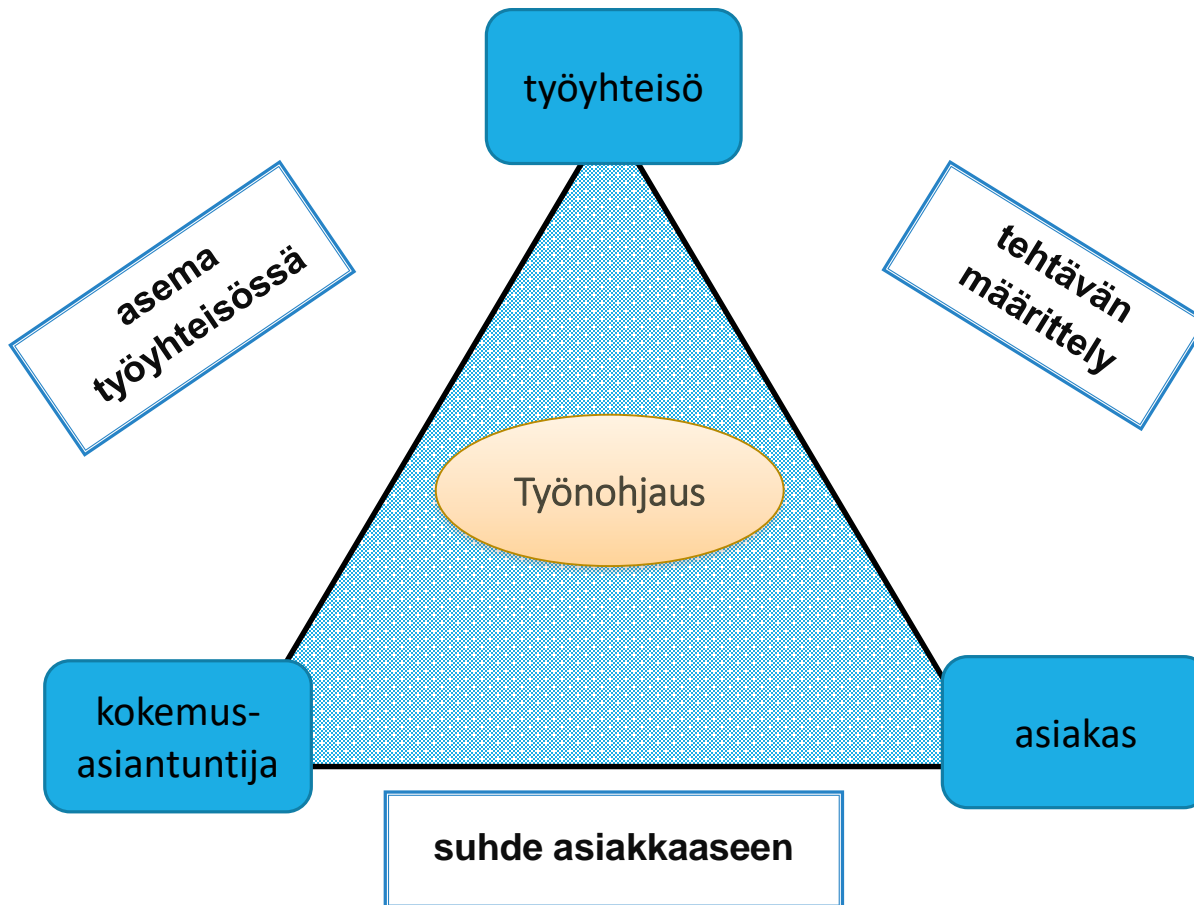 työyhteisö
asema
työyhteisössä
tehtävän
määrittely
Työnohjaus
kokemus-
asiantuntija
asiakas
suhde asiakkaaseen